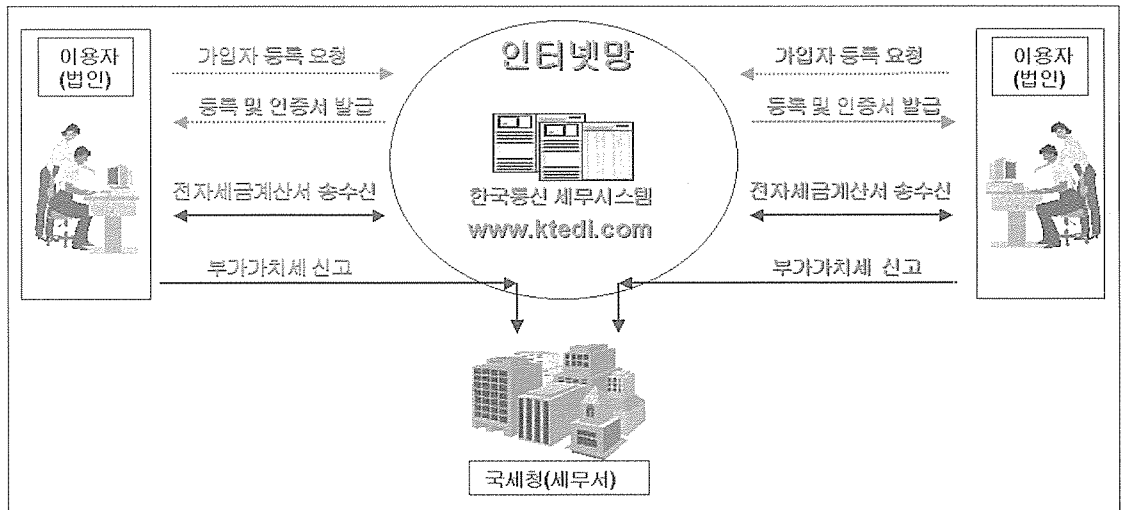 이용자
(법인)
가입자 등록 요청
등록 및 인증서 발급
전자세금계산서 송수신
부가가치세 신고
인터넷망
한국통신 세무시스템
www.ktedi.com
가입자 등록 요청
등록 및 인증서 발급
전자세금계산서 송수신
부가가치세 신고
이용자
(법인)
국세청(세무서)